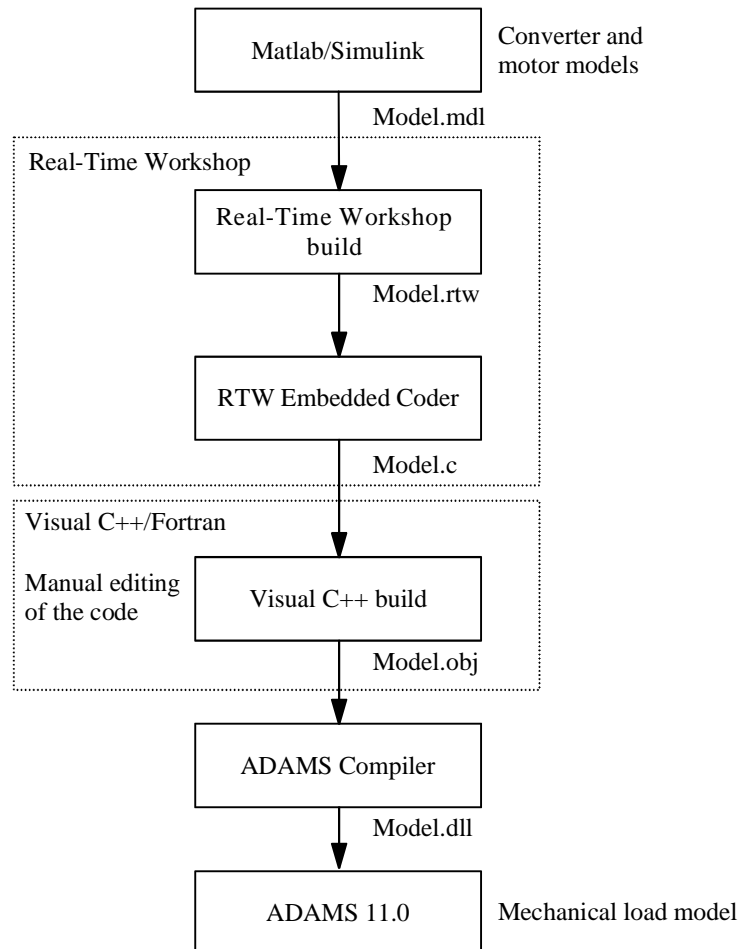 Matlab/Simulink
Converter and
motor models
Model.mdl
Real-Time Workshop
Real-Time Workshop
build
Model.rtw
RTW Embedded Coder
Model.c
Visual C++/Fortran
Manual editing
of the code
Visual C++ build
Model.obj
ADAMS Compiler
Model.dll
ADAMS 11.0
Mechanical load model